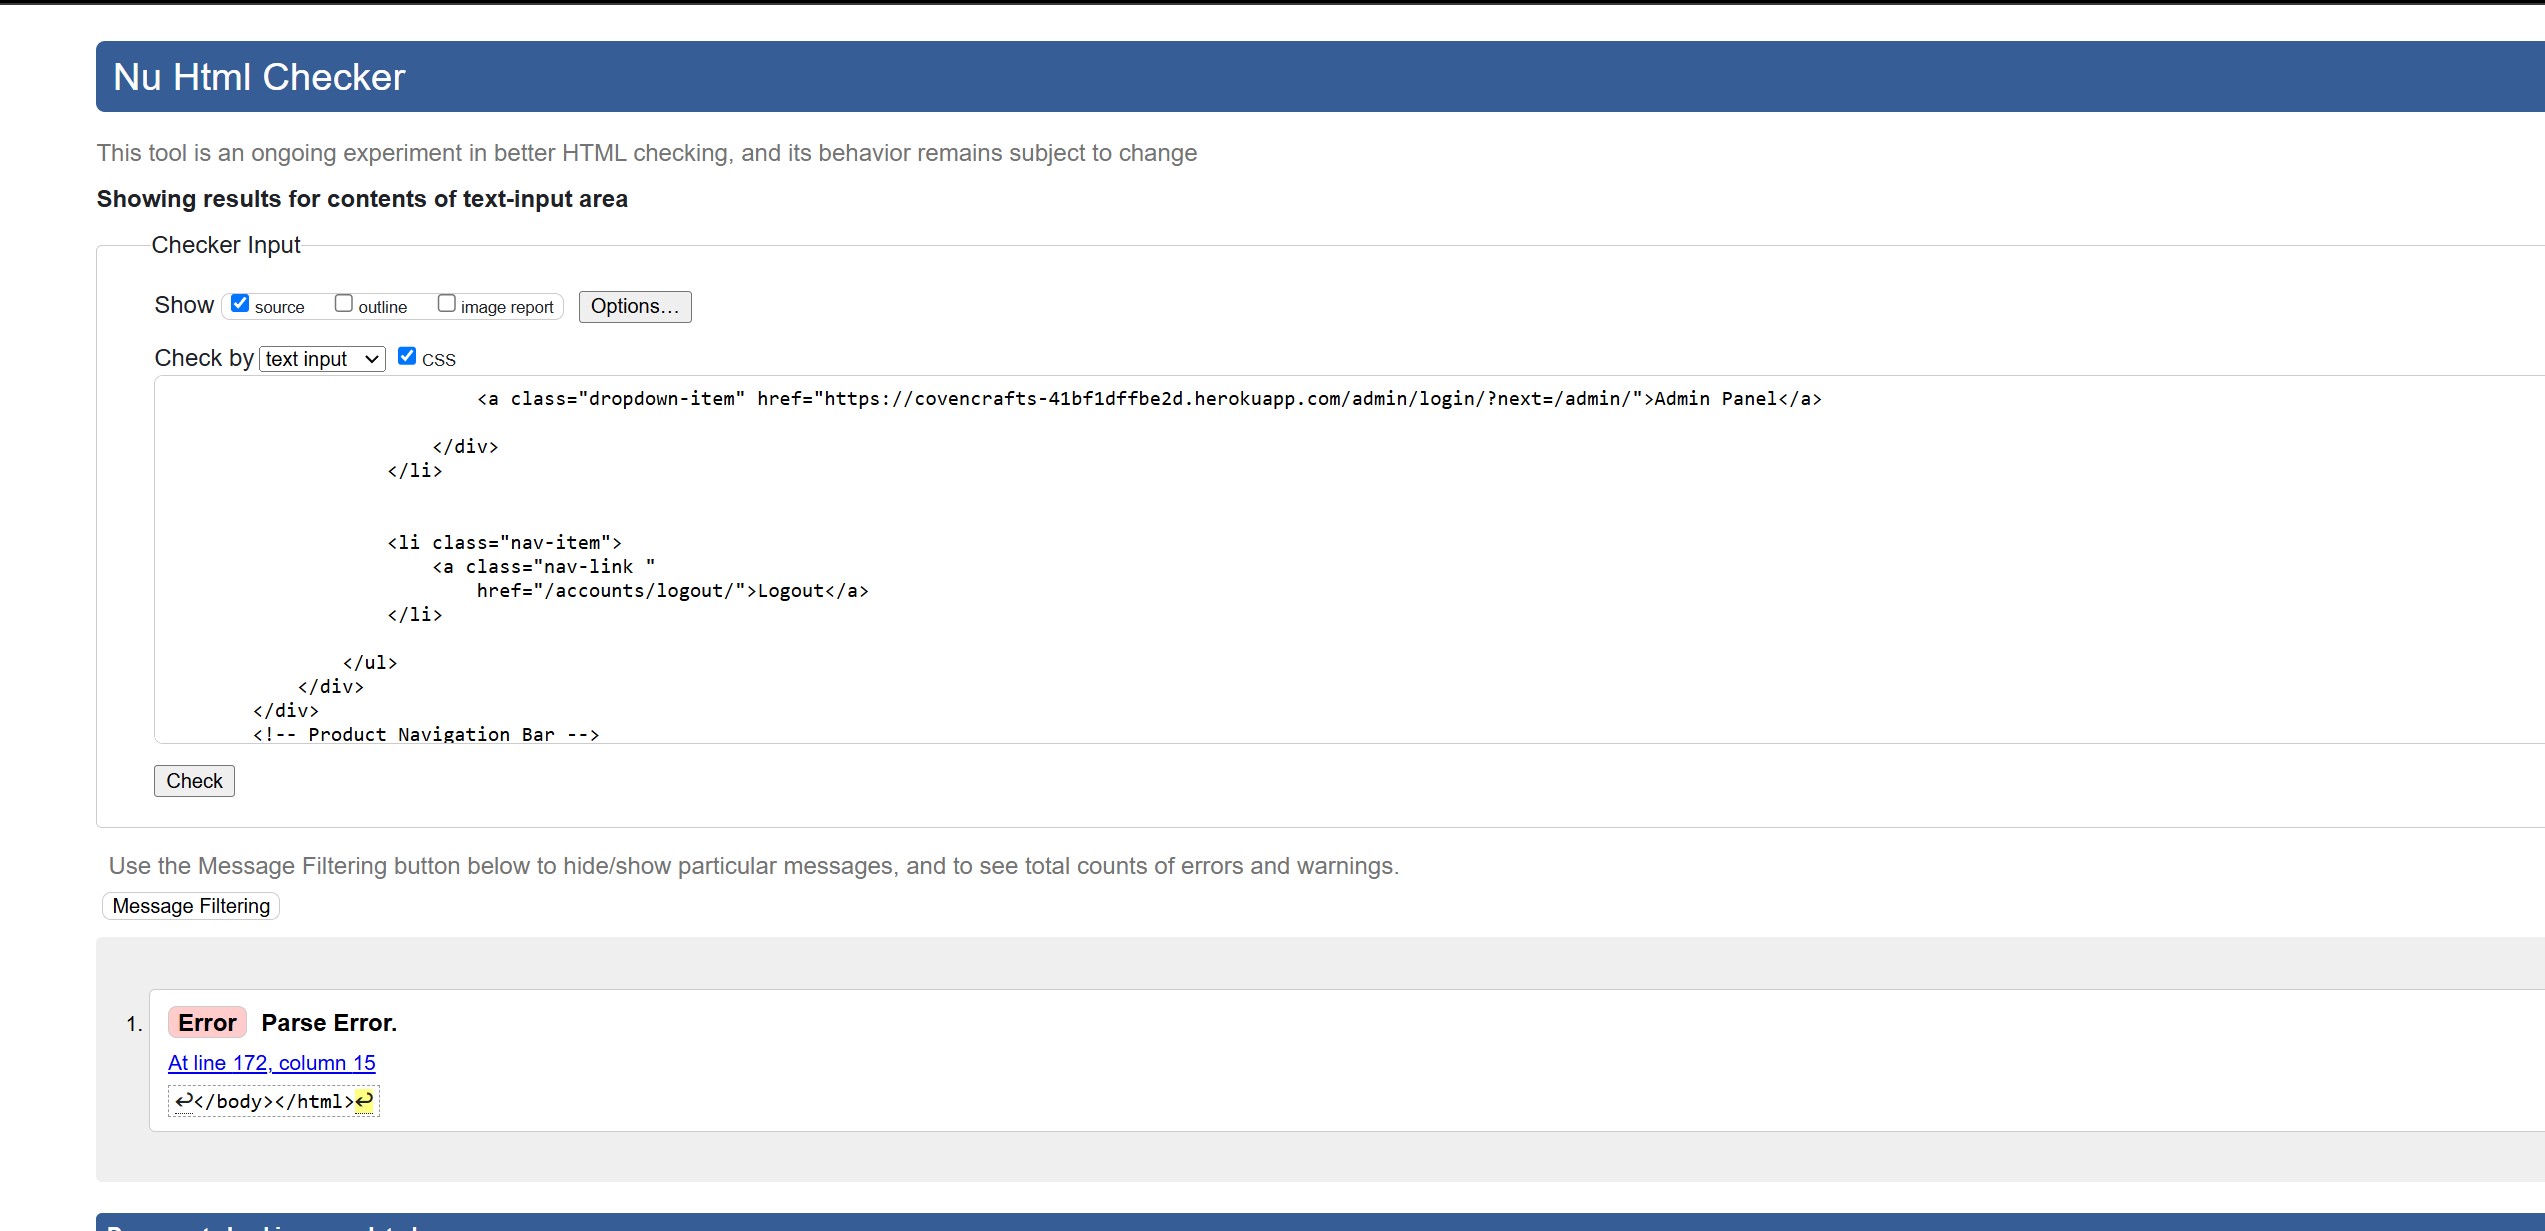 Nu Html Checker
This tool is an ongoing experiment in better HTML checking, and its behavior remains subject to change
Showing results for contents of text-input area
Checker Input
Show source outline image report Options...
Check by text input CSS
<a class="dropdown-item" href="https://covencrafts-41bf1dffbe2d.herokuapp.com/admin/login/?next=/admin/">Admin Panel</a>
</div>
</li>
<li class="nav-item">
<a class="nav-link "
href="/accounts/logout/">Logout</a>
</li>
</ul>
</div>
</div>
<!-- Product Navigation Bar -->
Check
Use the Message Filtering button below to hide/show particular messages, and to see total counts of errors and warnings.
Message Filtering
1. Error Parse Error.
At line 172, column 15
↩</body></html>↩